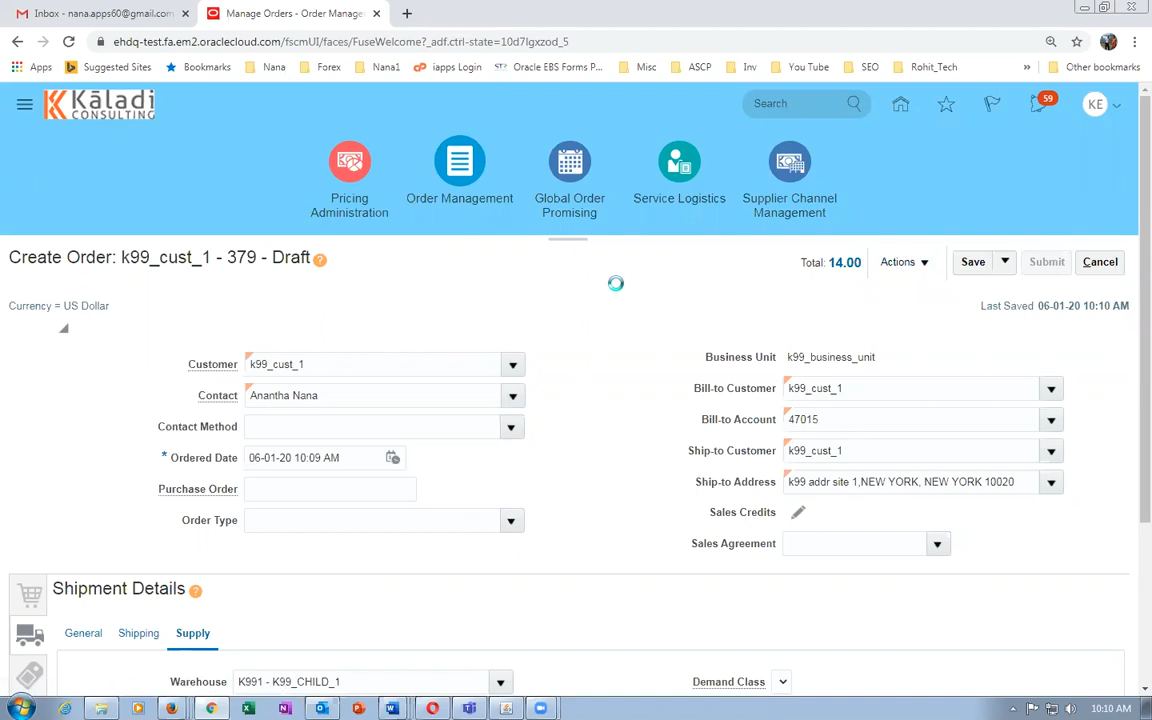 Inbox - nana.apps60@gmail.com
Manage Orders - Order Manage
ehdq-test.fa.em2.oraclecloud.com/fscmUI/faces/FuseWelcome?_adf.ctrl-state=10d7lgxzod_5
Apps Suggested Sites Bookmarks Nana Forex Nana1 iapps Login Oracle EBS Forms P... Misc ASCP Inv You Tube SEO Rohit_Tech » Other bookmarks
Kāladi
CONSULTING
Search
59
KE
Pricing Administration
Order Management
Global Order Promising
Service Logistics
Supplier Channel Management
Create Order: k99_cust_1 - 379 - Draft
Total: 14.00
Actions
Save
Submit
Cancel
Currency = US Dollar
Last Saved 06-01-20 10:10 AM
Customer k99_cust_1
Contact Anantha Nana
Contact Method
* Ordered Date 06-01-20 10:09 AM
Purchase Order
Order Type
Business Unit k99_business_unit
Bill-to Customer k99_cust_1
Bill-to Account 47015
Ship-to Customer k99_cust_1
Ship-to Address k99 addr site 1,NEW YORK, NEW YORK 10020
Sales Credits
Sales Agreement
Shipment Details
General Shipping Supply
Warehouse K991 - K99_CHILD_1
Demand Class
10:10 AM